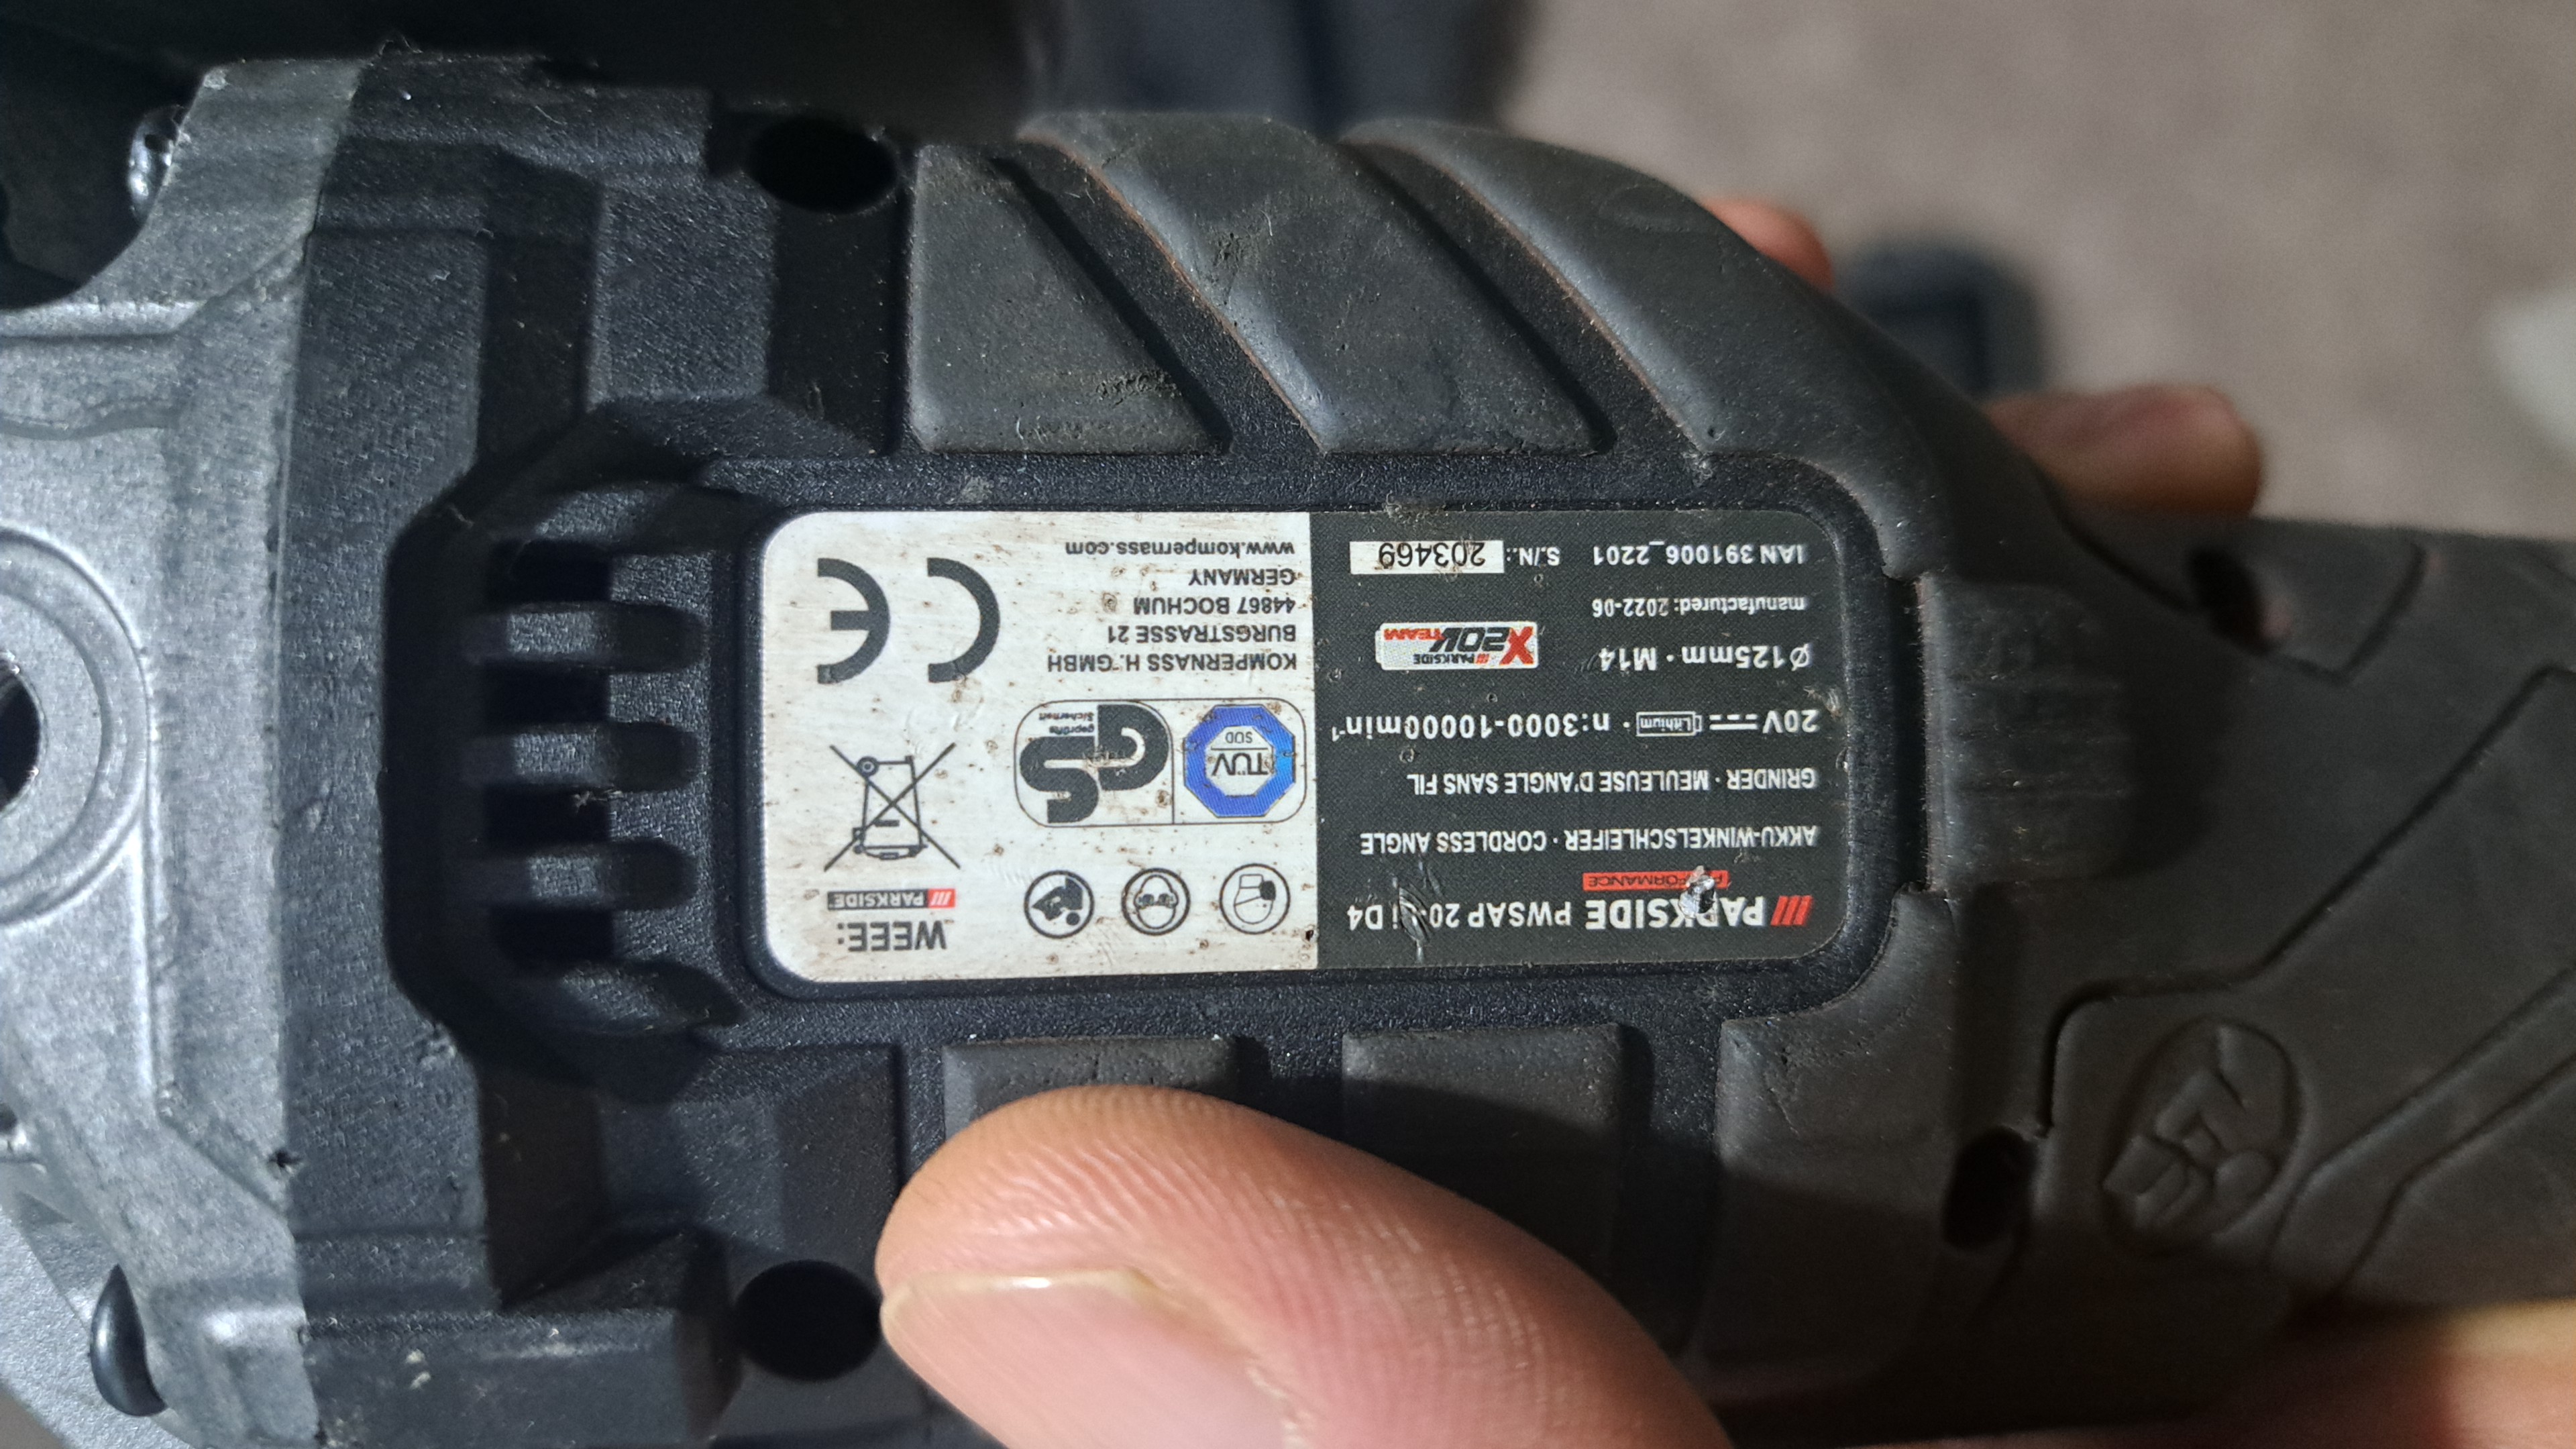 /// PARKSIDE PWSAP 20-Li D4
PERFORMANCE
AKKU-WINKELSCHLEIFER · CORDLESS ANGLE
GRINDER · MEULEUSE D'ANGLE SANS FIL
20V Lithium · n:3000-10000min-1
Ø125mm · M14
/// PARKSIDE
X20V TEAM
manufactured: 2022-06
IAN 391006_2201 S./N.: 203469
WEEE:
/// PARKSIDE
TÜV
SÜD
GS
geprüfte
Sicherheit
KOMPERNASS H. GMBH
BURGSTRASSE 21
44867 BOCHUM
GERMANY
www.kompernass.com
CE